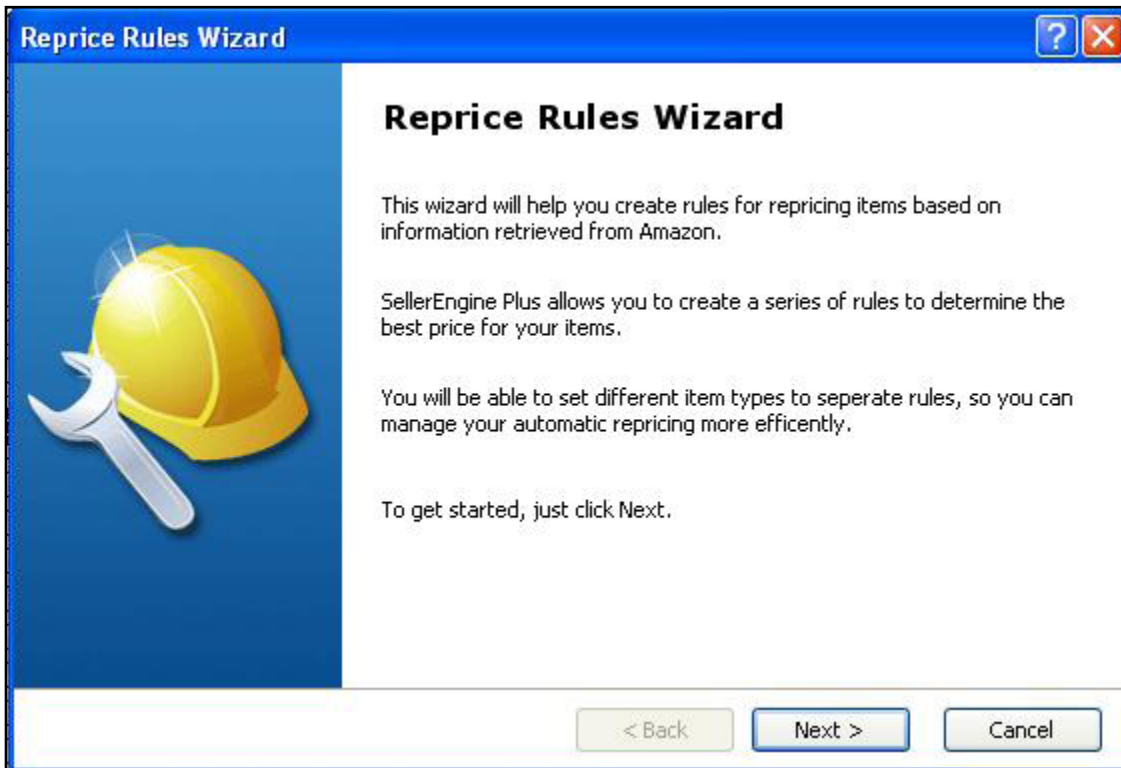 Reprice Rules Wizard
?
Reprice Rules Wizard
This wizard will help you create rules for repricing items based on
information retrieved from Amazon.
SellerEngine Plus allows you to create a series of rules to determine the
best price for your items.
You will be able to set different item types to seperate rules, so you can
manage your automatic repricing more efficently.
To get started, just click Next.
< Back
Next >
Cancel